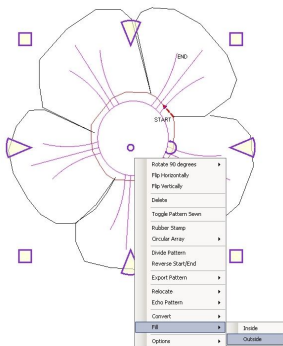 END
START
Rotate 90 degrees
Flip Horizontally
Flip Vertically
Delete
Toggle Pattern Sewn
Rubber Stamp
Circular Array
Divide Pattern
Reverse Start/End
Export Pattern
Relocate
Echo Pattern
Convert
Fill
Inside
Outside
Options